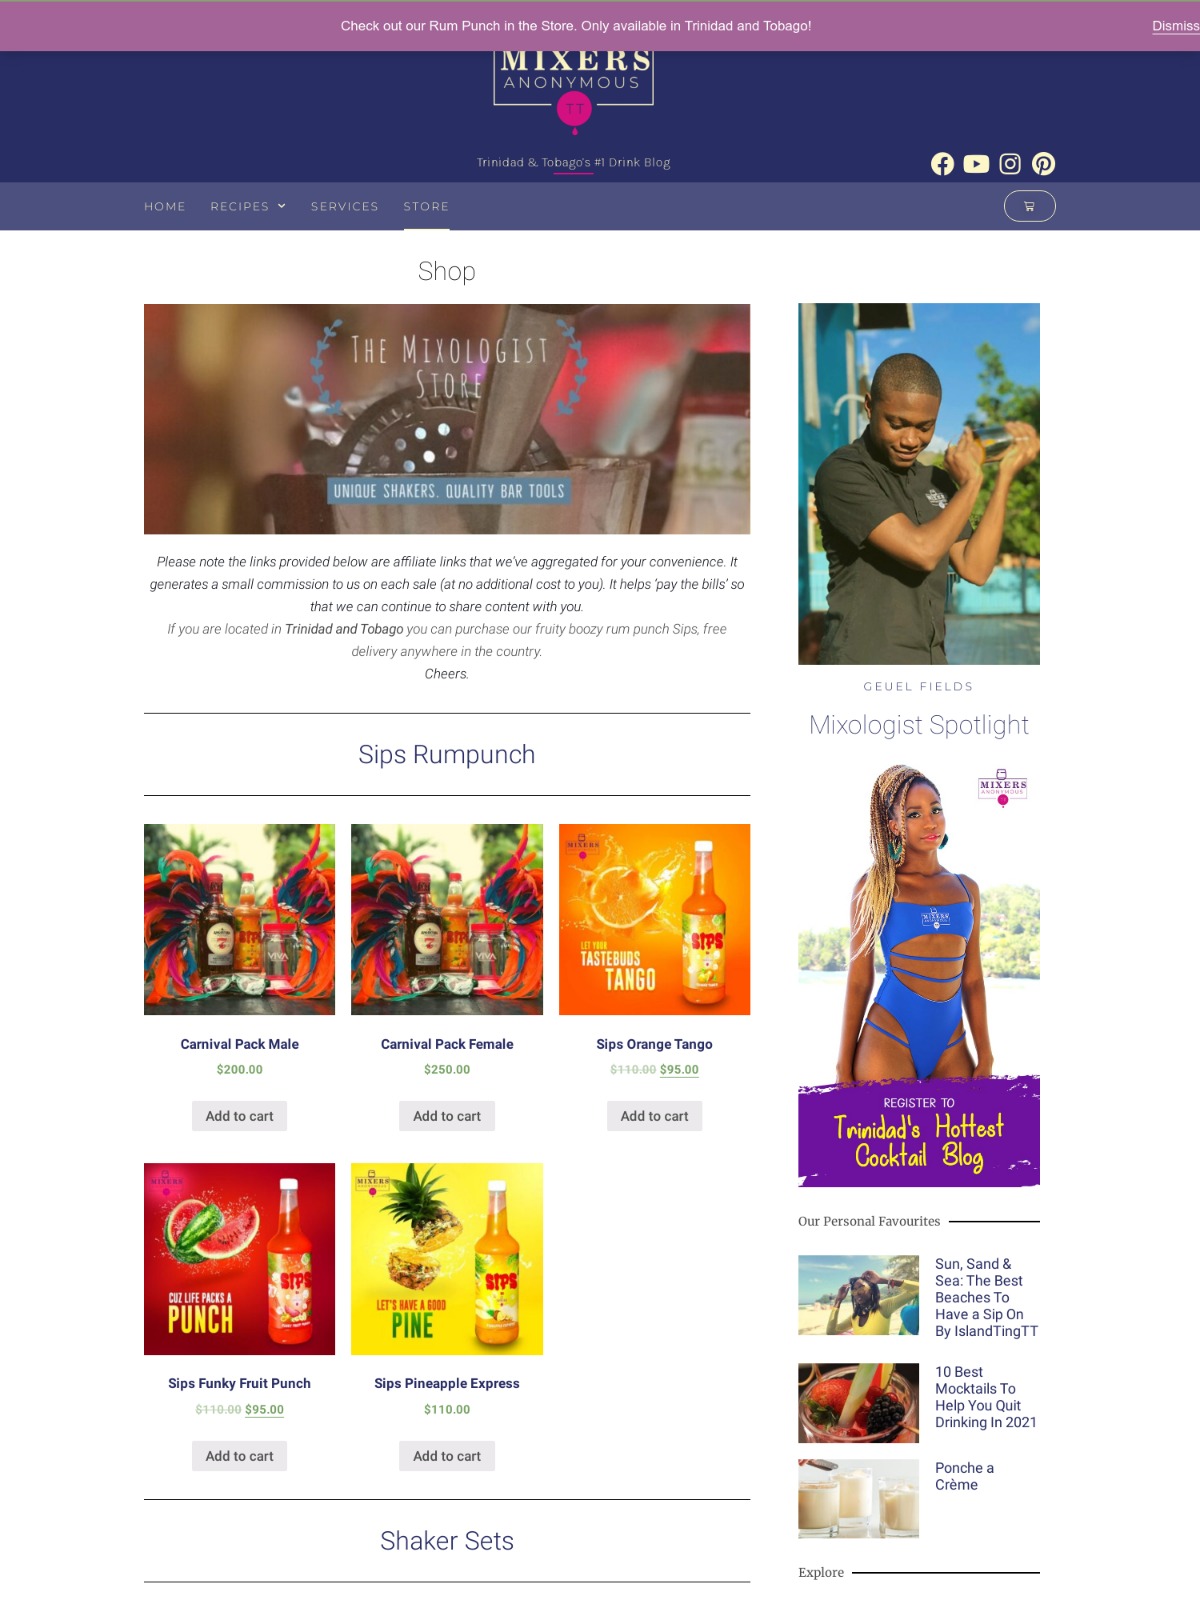 Check out our Rum Punch in the Store. Only available in Trinidad and Tobago!
Dismiss
MIXERS
ANONYMOUS
TT
Trinidad & Tobago's #1 Drink Blog
HOME
RECIPES
SERVICES
STORE
Shop
THE MIXOLOGIST
STORE
UNIQUE SHAKERS. QUALITY BAR TOOLS
Please note the links provided below are affiliate links that we've aggregated for your convenience. It
generates a small commission to us on each sale (at no additional cost to you). It helps 'pay the bills' so
that we can continue to share content with you.
If you are located in Trinidad and Tobago you can purchase our fruity boozy rum punch Sips, free
delivery anywhere in the country.
Cheers.
Sips Rumpunch
SIPS
VIVA
Carnival Pack Male
$200.00
Add to cart
SIPS
VIVA
Carnival Pack Female
$250.00
Add to cart
MIXERS
LET YOUR
TASTEBUDS
TANGO
SIPS
Sips Orange Tango
$110.00 $95.00
Add to cart
MIXERS
CUZ LIFE PACKS A
PUNCH
SIPS
Sips Funky Fruit Punch
$110.00 $95.00
Add to cart
MIXERS
LET'S HAVE A GOOD
PINE
SIPS
Sips Pineapple Express
$110.00
Add to cart
Shaker Sets
GEUEL FIELDS
Mixologist Spotlight
MIXERS
ANONYMOUS
MIXERS
REGISTER TO
Trinidad's Hottest
Cocktail Blog
Our Personal Favourites
Sun, Sand &
Sea: The Best
Beaches To
Have a Sip On
By IslandTingTT
10 Best
Mocktails To
Help You Quit
Drinking In 2021
Ponche a
Crème
Explore